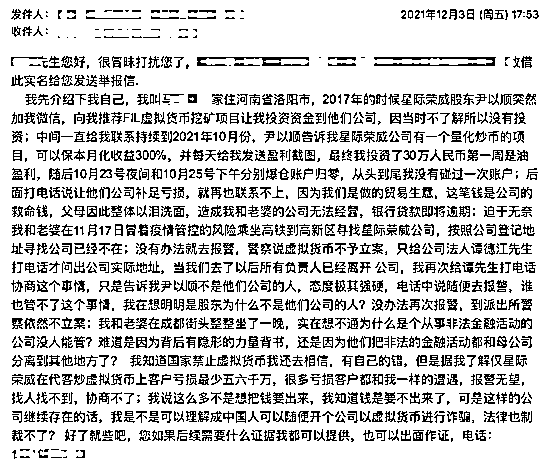 发件人：
2021年12月3日 (周五) 17:53
收件人：
先生您好，很冒昧打扰您了，
此实名给您发送举报信.
我先介绍下我自己，我叫 家住河南省洛阳市，2017年的时候星际荣威股东尹以顺突然
加我微信，向我推荐FIL虚拟货币挖矿项目让我投资资金到他们公司，因当时不了解所以没有投
资；中间一直给我联系持续到2021年10月份，尹以顺告诉我星际荣威公司有一个量化炒币的项
目，可以保本月化收益300%，并每天给我发送盈利截图，最终我投资了30万人民币第一周是
盈利，随后10月23号夜间和10月25号下午分别爆仓账户归零，从头到尾我没有碰过一次账户；后
面打电话说让他们公司补足亏损，就再也联系不上，因为我们是做的贸易生意，这笔钱是公司的
救命钱，父母因此整体以泪洗面，造成我和老婆的公司无法经营，银行贷款即将逾期；迫于无奈
我和老婆在11月17日冒着疫情管控的风险乘坐高铁到高新区寻找星际荣威公司，按照公司登记地
址寻找公司已经不在；没有办法就去报警，警察说虚拟货币不予立案，只给公司法人谭德江先生
打电话才问出公司实际地址，当我们去了以后所有负责人已经离开 公司，我再次给谭先生打电话
协商这个事情，只是告诉我尹以顺不是他们公司的人，态度极其强硬，电话中说随便去报警，谁
也管不了这个事情，我在想明明是股东为什么不是他们公司的人？没办法再次报警，到派出所警
察依然不立案；我和老婆在成都街头整整坐了一晚，实在想不通为什么是个从事非法金融活动的
公司没人能管？难道是因为背后有隐形的力量背书，还是因为他们把非法的金融活动都和母公司
分离到其他地方了？ 我知道国家禁止虚拟货币我还去相信，有自己的错，但是据我了解仅星际
荣威在代客炒虚拟货币上客户亏损最少五六千万，很多亏损客户都和我一样的遭遇，报警无望，
找人找不到，协商不了；我说这么多不是想把钱要出来，我知道钱是要不出来了，可是这样的公
司继续存在的话，我是不是可以理解成中国人可以随便开个公司以虚拟货币进行诈骗，法律也制
裁不了？ 好了就些吧，您如果后续需要什么证据我都可以提供，也可以出面作证，电话：